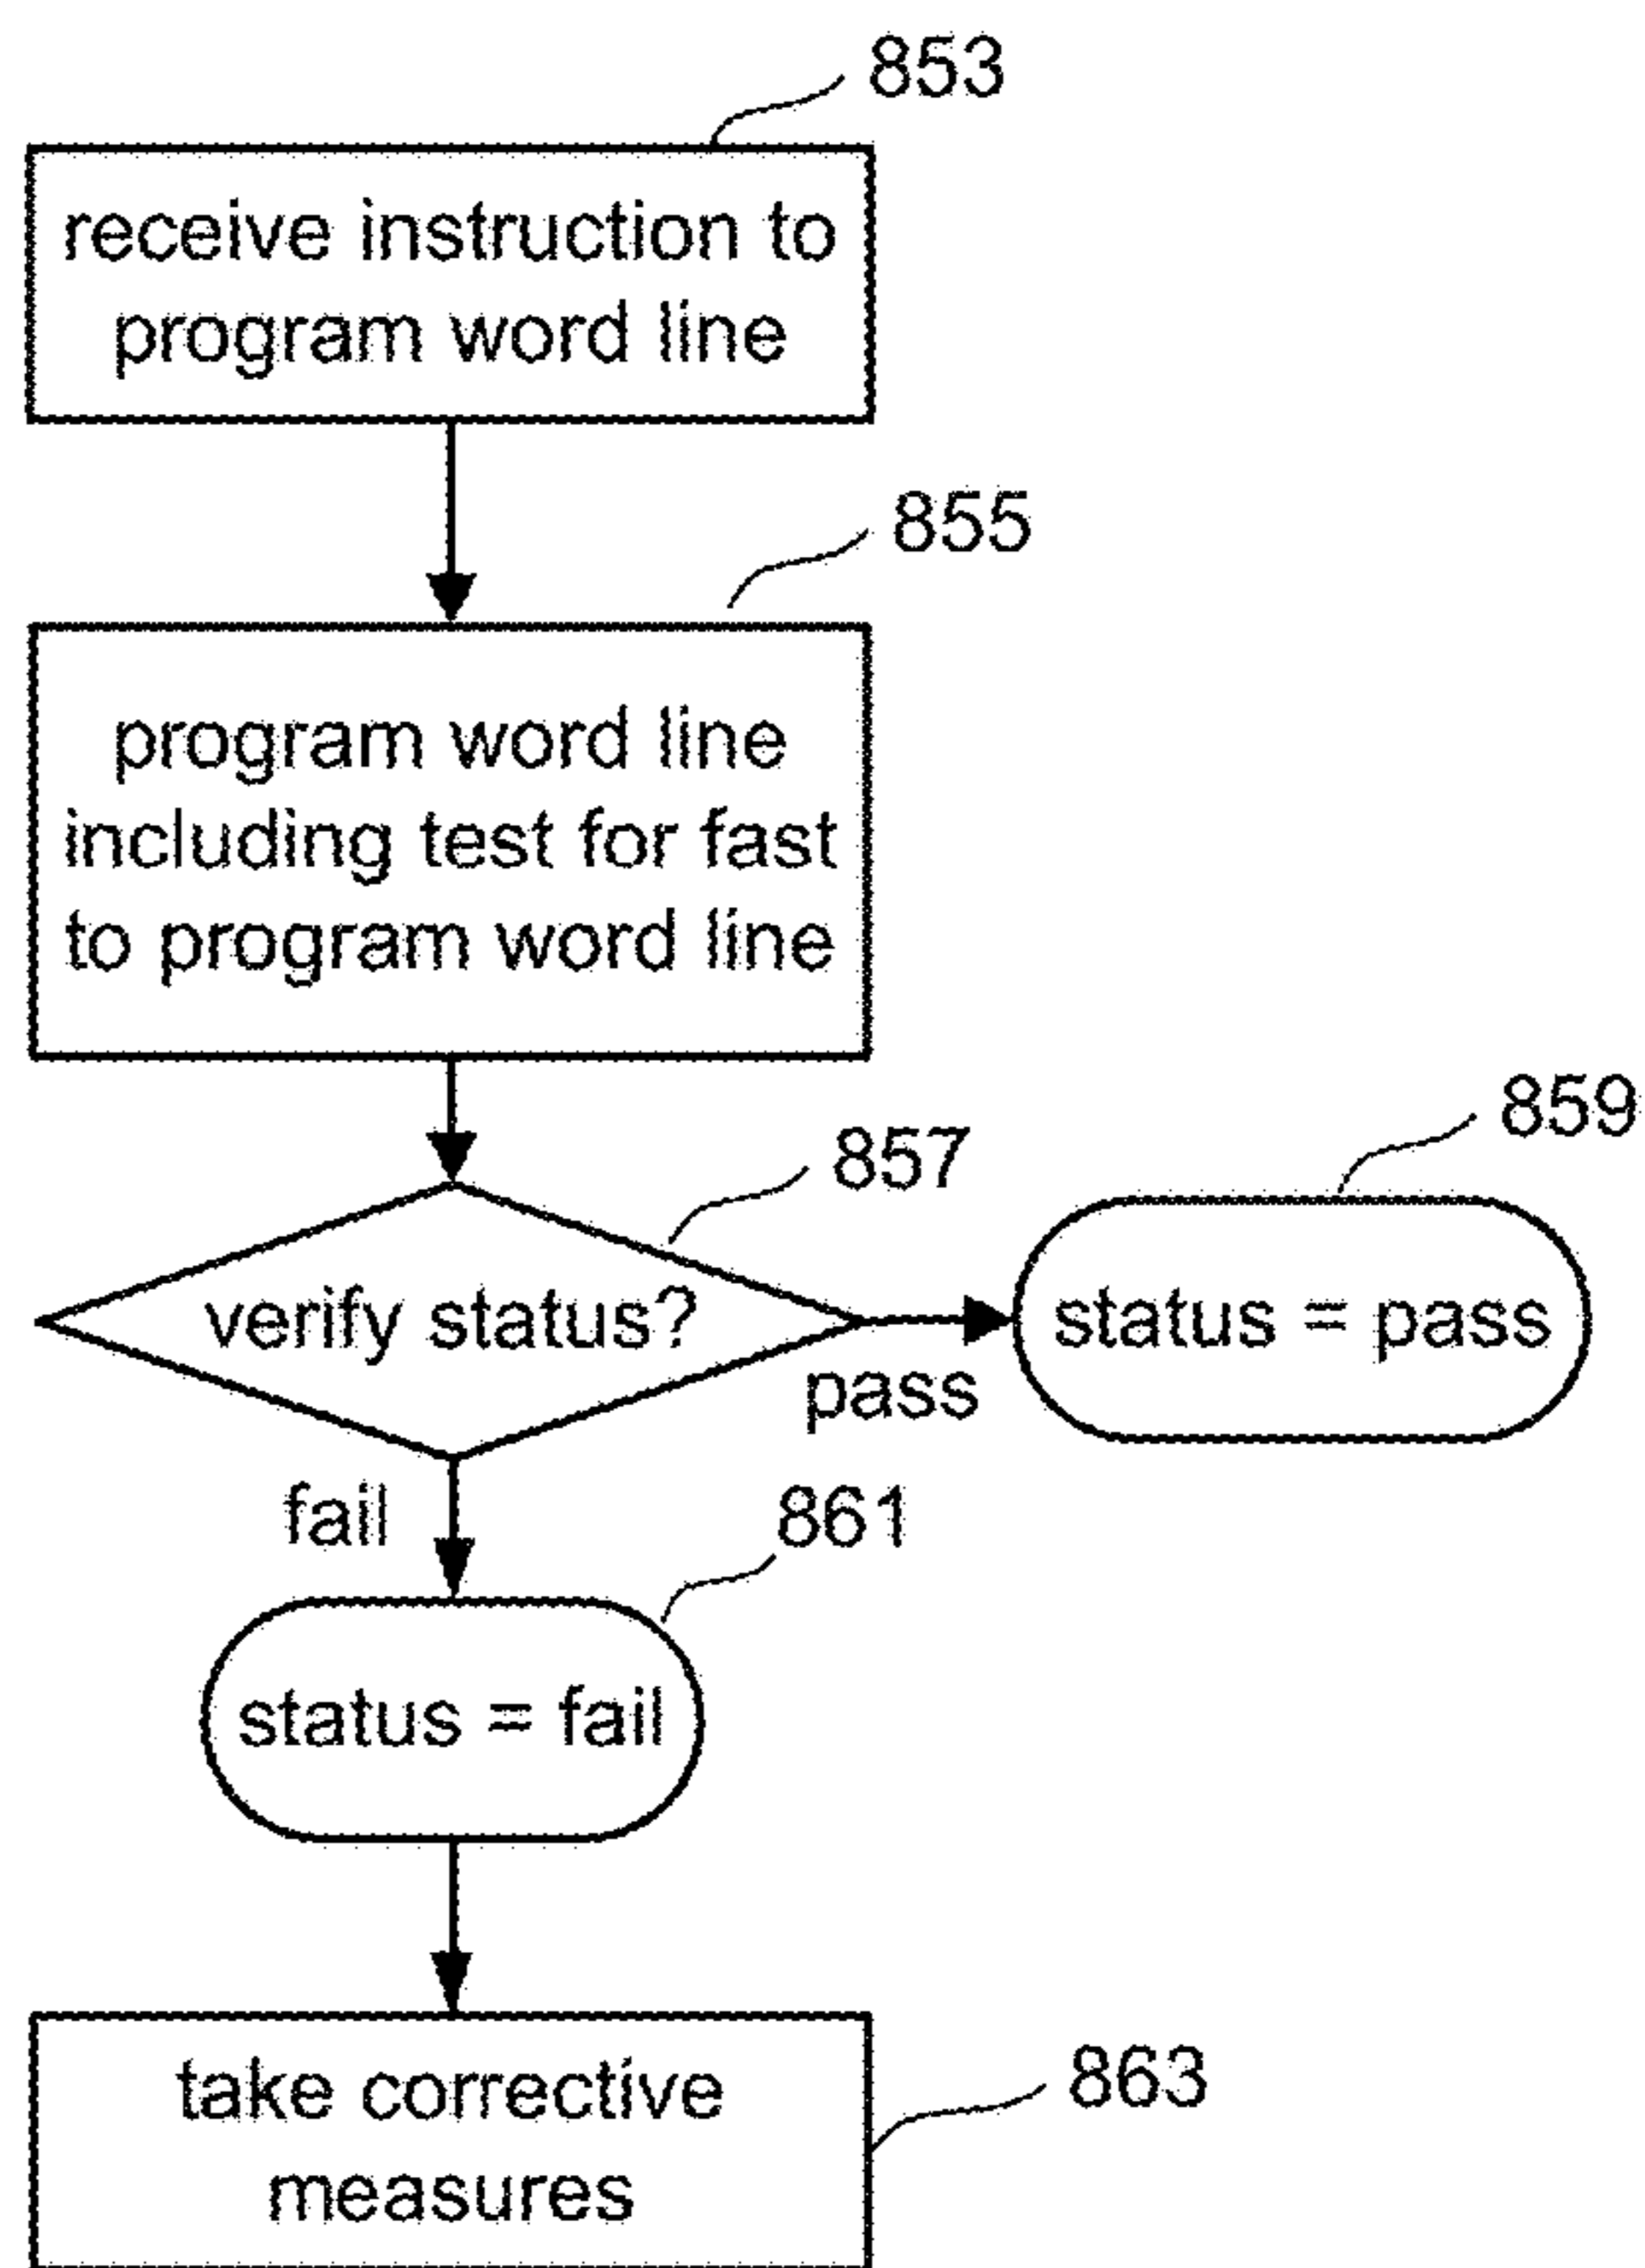 853
receive instruction to
program word line
855
program word line
including test for fast
to program word line
857
859
verify status?
status = pass
pass
fail
861
status = fail
take corrective
measures
863